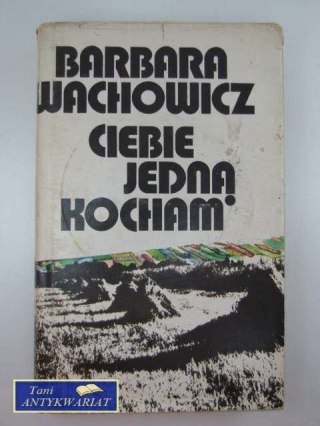 BARBARA
WACHOWICZ
CIEBIE
JEDNĄ
KOCHAM
Tani
ANTYKWARIAT